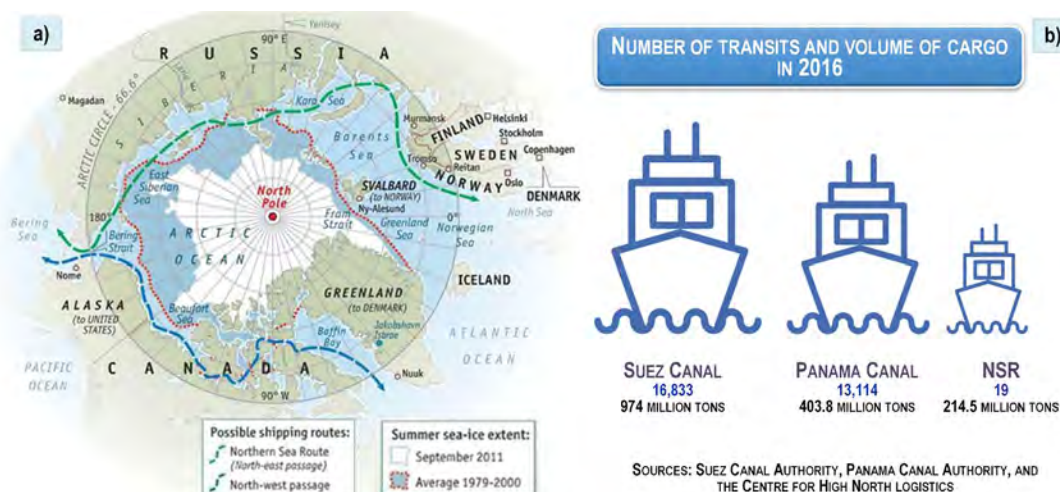 a)
Yenisey
90° E
RUSSIA
SIBERIA
Magadan
ARCTIC CIRCLE - 66.6°
Kara Sea
Barents
Sea
Murmansk
FINLAND
Helsinki
Stockholm
Copenhagen
SWEDEN
Tromsø
Reitan
NORWAY
Oslo
DENMARK
North Sea
East
Siberian
Sea
North
Pole
SVALBARD
(to NORWAY)
Ny-Alesund
180°
Bering
Sea
Bering
Strait
ARCTIC
OCEAN
Fram
Strait
Greenland
Sea
0°
Norwegian
Sea
Nome
ICELAND
ALASKA
(to UNITED
STATES)
Beaufort
Sea
GREENLAND
(to DENMARK)
Baffin
Bay
Jakobshavn
Isbrae
ATLANTIC
OCEAN
PACIFIC
OCEAN
CANADA
Nuuk
90° W
Possible shipping routes:
Northern Sea Route
(North-east passage)
North-west passage
Summer sea-ice extent:
September 2011
Average 1979-2000
b)
NUMBER OF TRANSITS AND VOLUME OF CARGO
IN 2016
SUEZ CANAL
16,833
974 MILLION TONS
PANAMA CANAL
13,114
403.8 MILLION TONS
NSR
19
214.5 MILLION TONS
SOURCES: SUEZ CANAL AUTHORITY, PANAMA CANAL AUTHORITY, AND
THE CENTRE FOR HIGH NORTH LOGISTICS